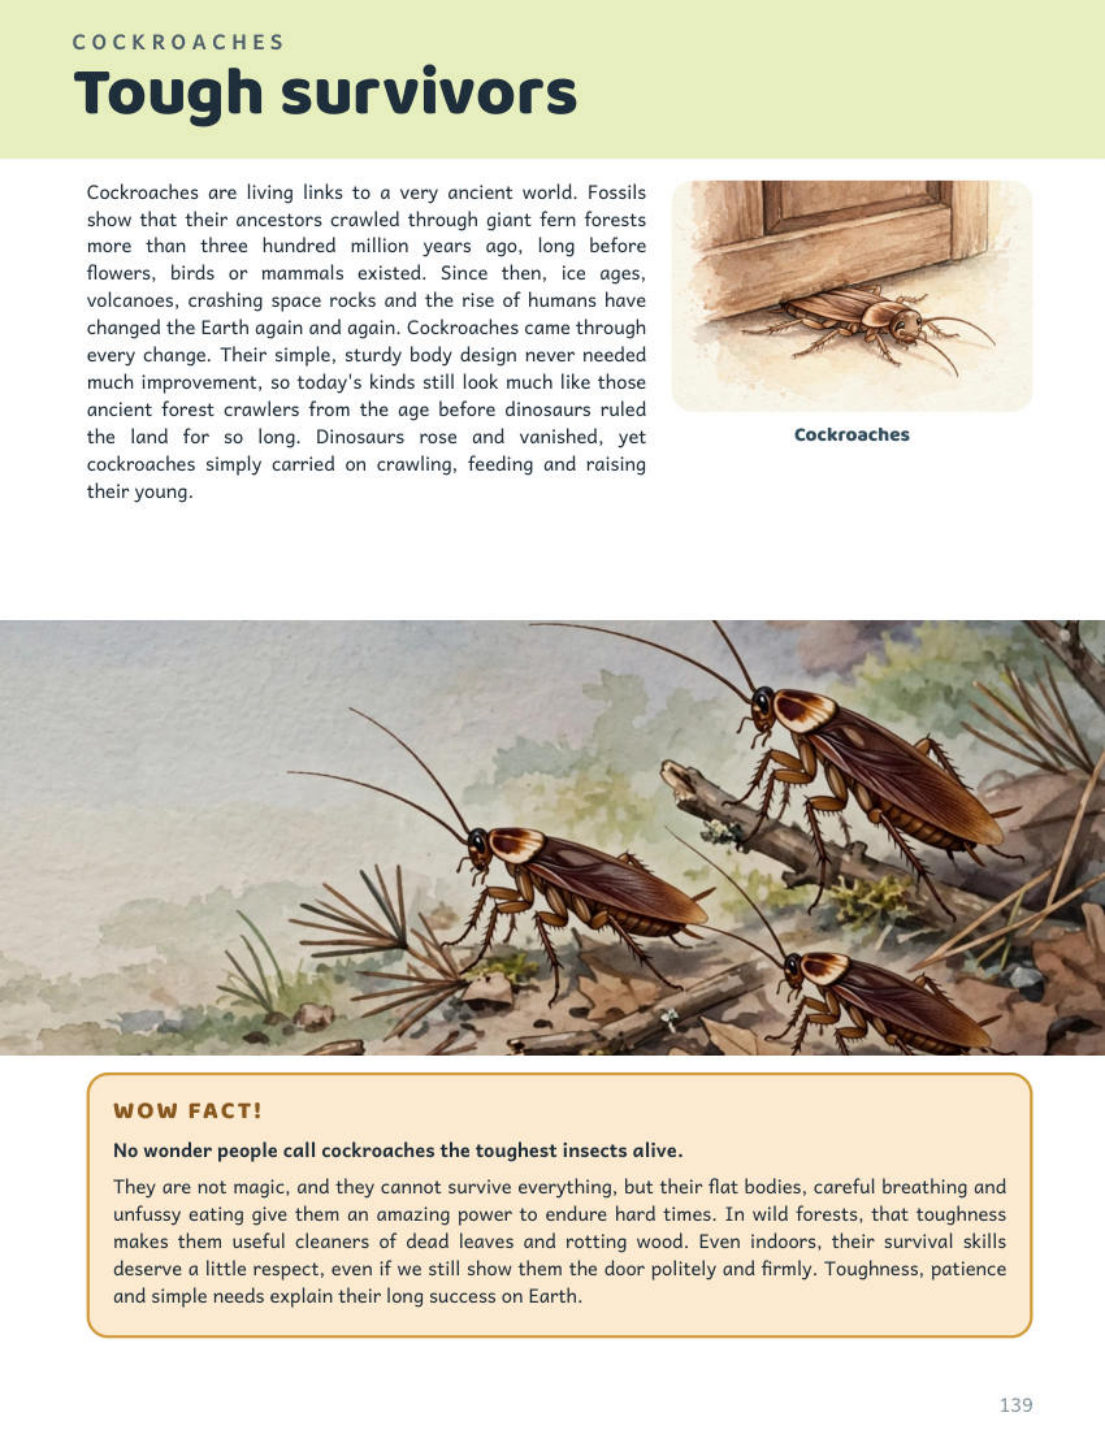 COCKROACHES
Tough survivors
Cockroaches are living links to a very ancient world. Fossils
show that their ancestors crawled through giant fern forests
more than three hundred million years ago, long before
flowers, birds or mammals existed. Since then, ice ages,
volcanoes, crashing space rocks and the rise of humans have
changed the Earth again and again. Cockroaches came through
every change. Their simple, sturdy body design never needed
much improvement, so today's kinds still look much like those
ancient forest crawlers from the age before dinosaurs ruled
the land for so long. Dinosaurs rose and vanished, yet
cockroaches simply carried on crawling, feeding and raising
their young.
Cockroaches
WOW FACT!
No wonder people call cockroaches the toughest insects alive.
They are not magic, and they cannot survive everything, but their flat bodies, careful breathing and
unfussy eating give them an amazing power to endure hard times. In wild forests, that toughness
makes them useful cleaners of dead leaves and rotting wood. Even indoors, their survival skills
deserve a little respect, even if we still show them the door politely and firmly. Toughness, patience
and simple needs explain their long success on Earth.
139